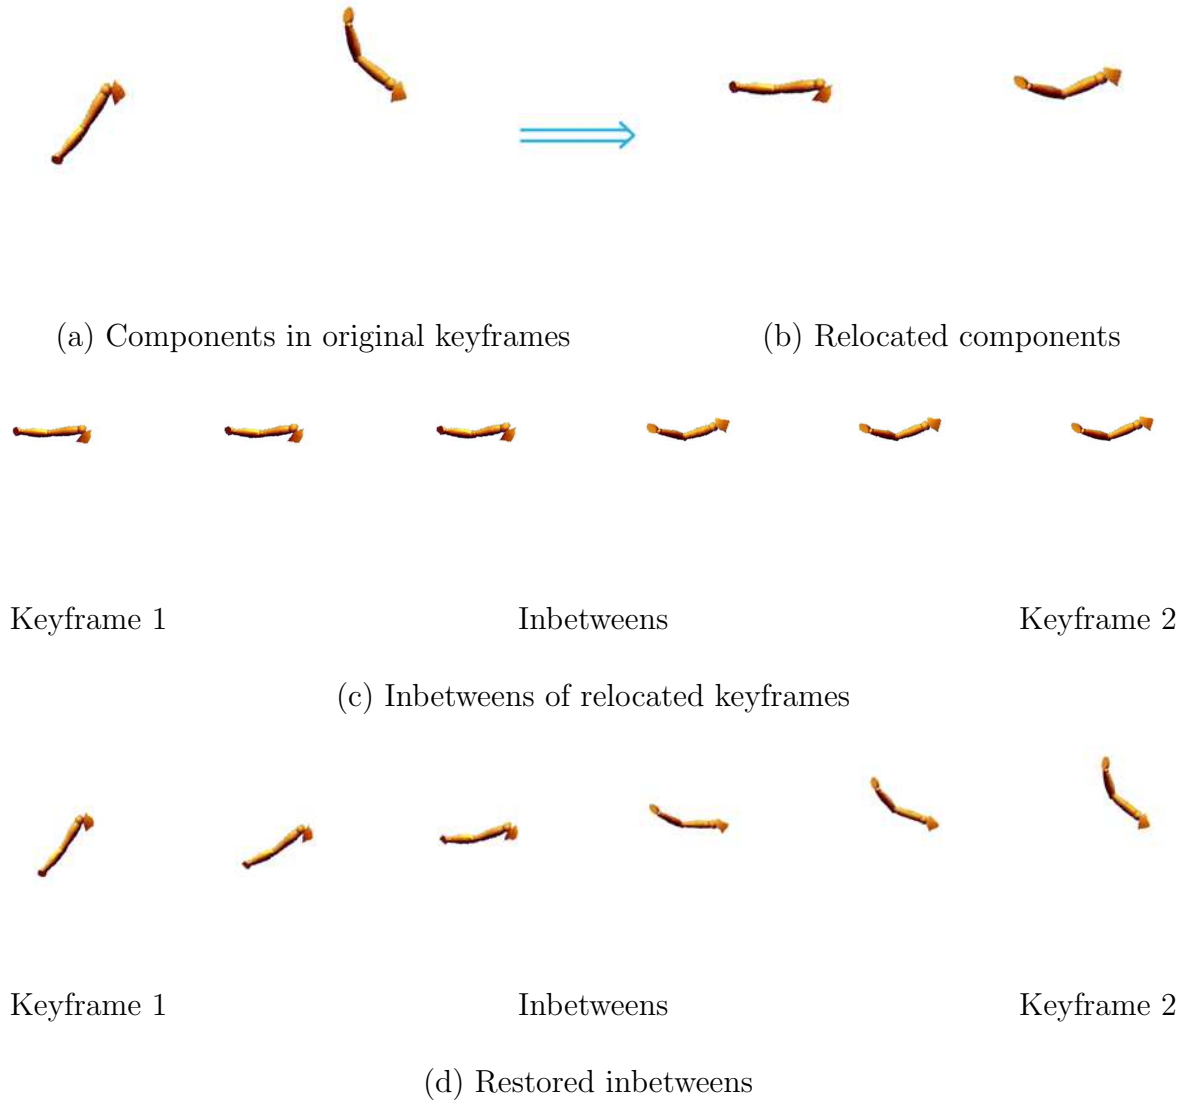 (a) Components in original keyframes
(b) Relocated components
Keyframe 1
Inbetweens
Keyframe 2
(c) Inbetweens of relocated keyframes
Keyframe 1
Inbetweens
Keyframe 2
(d) Restored inbetweens